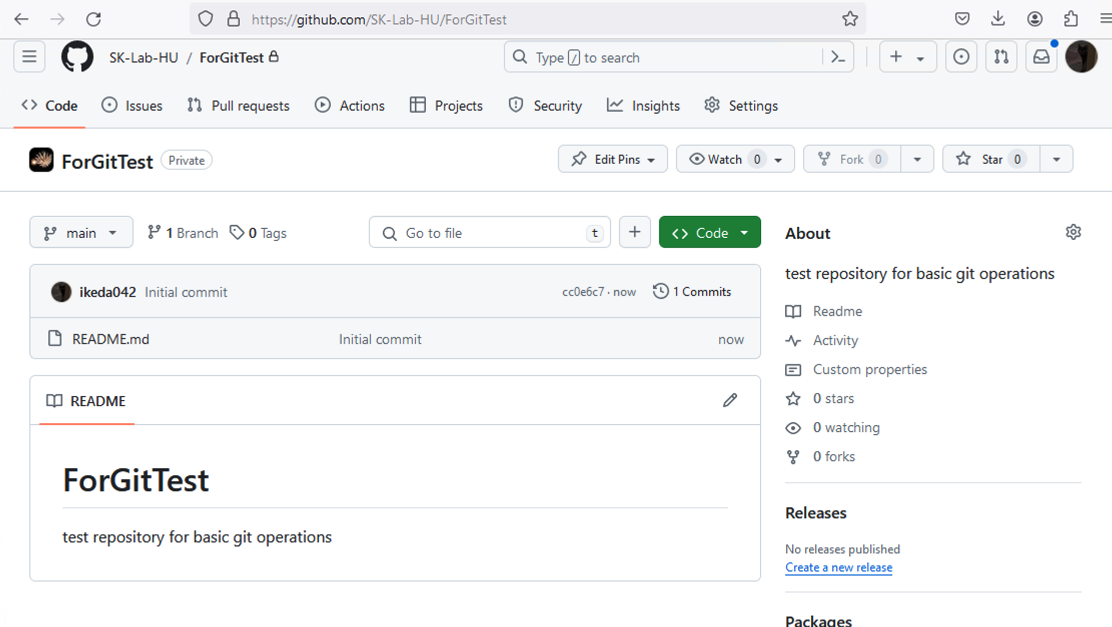 https://github.com/SK-Lab-HU/ForGitTest
SK-Lab-HU / ForGitTest
Type / to search
Code Issues Pull requests Actions Projects Security Insights Settings
ForGitTest Private
Edit Pins Watch 0 Fork 0 Star 0
main 1 Branch 0 Tags Go to file t Code
ikeda042 Initial commit cc0e6c7 · now 1 Commits
README.md Initial commit now
README
ForGitTest
test repository for basic git operations
About
test repository for basic git operations
Readme
Activity
Custom properties
0 stars
0 watching
0 forks
Releases
No releases published
Create a new release
Packages